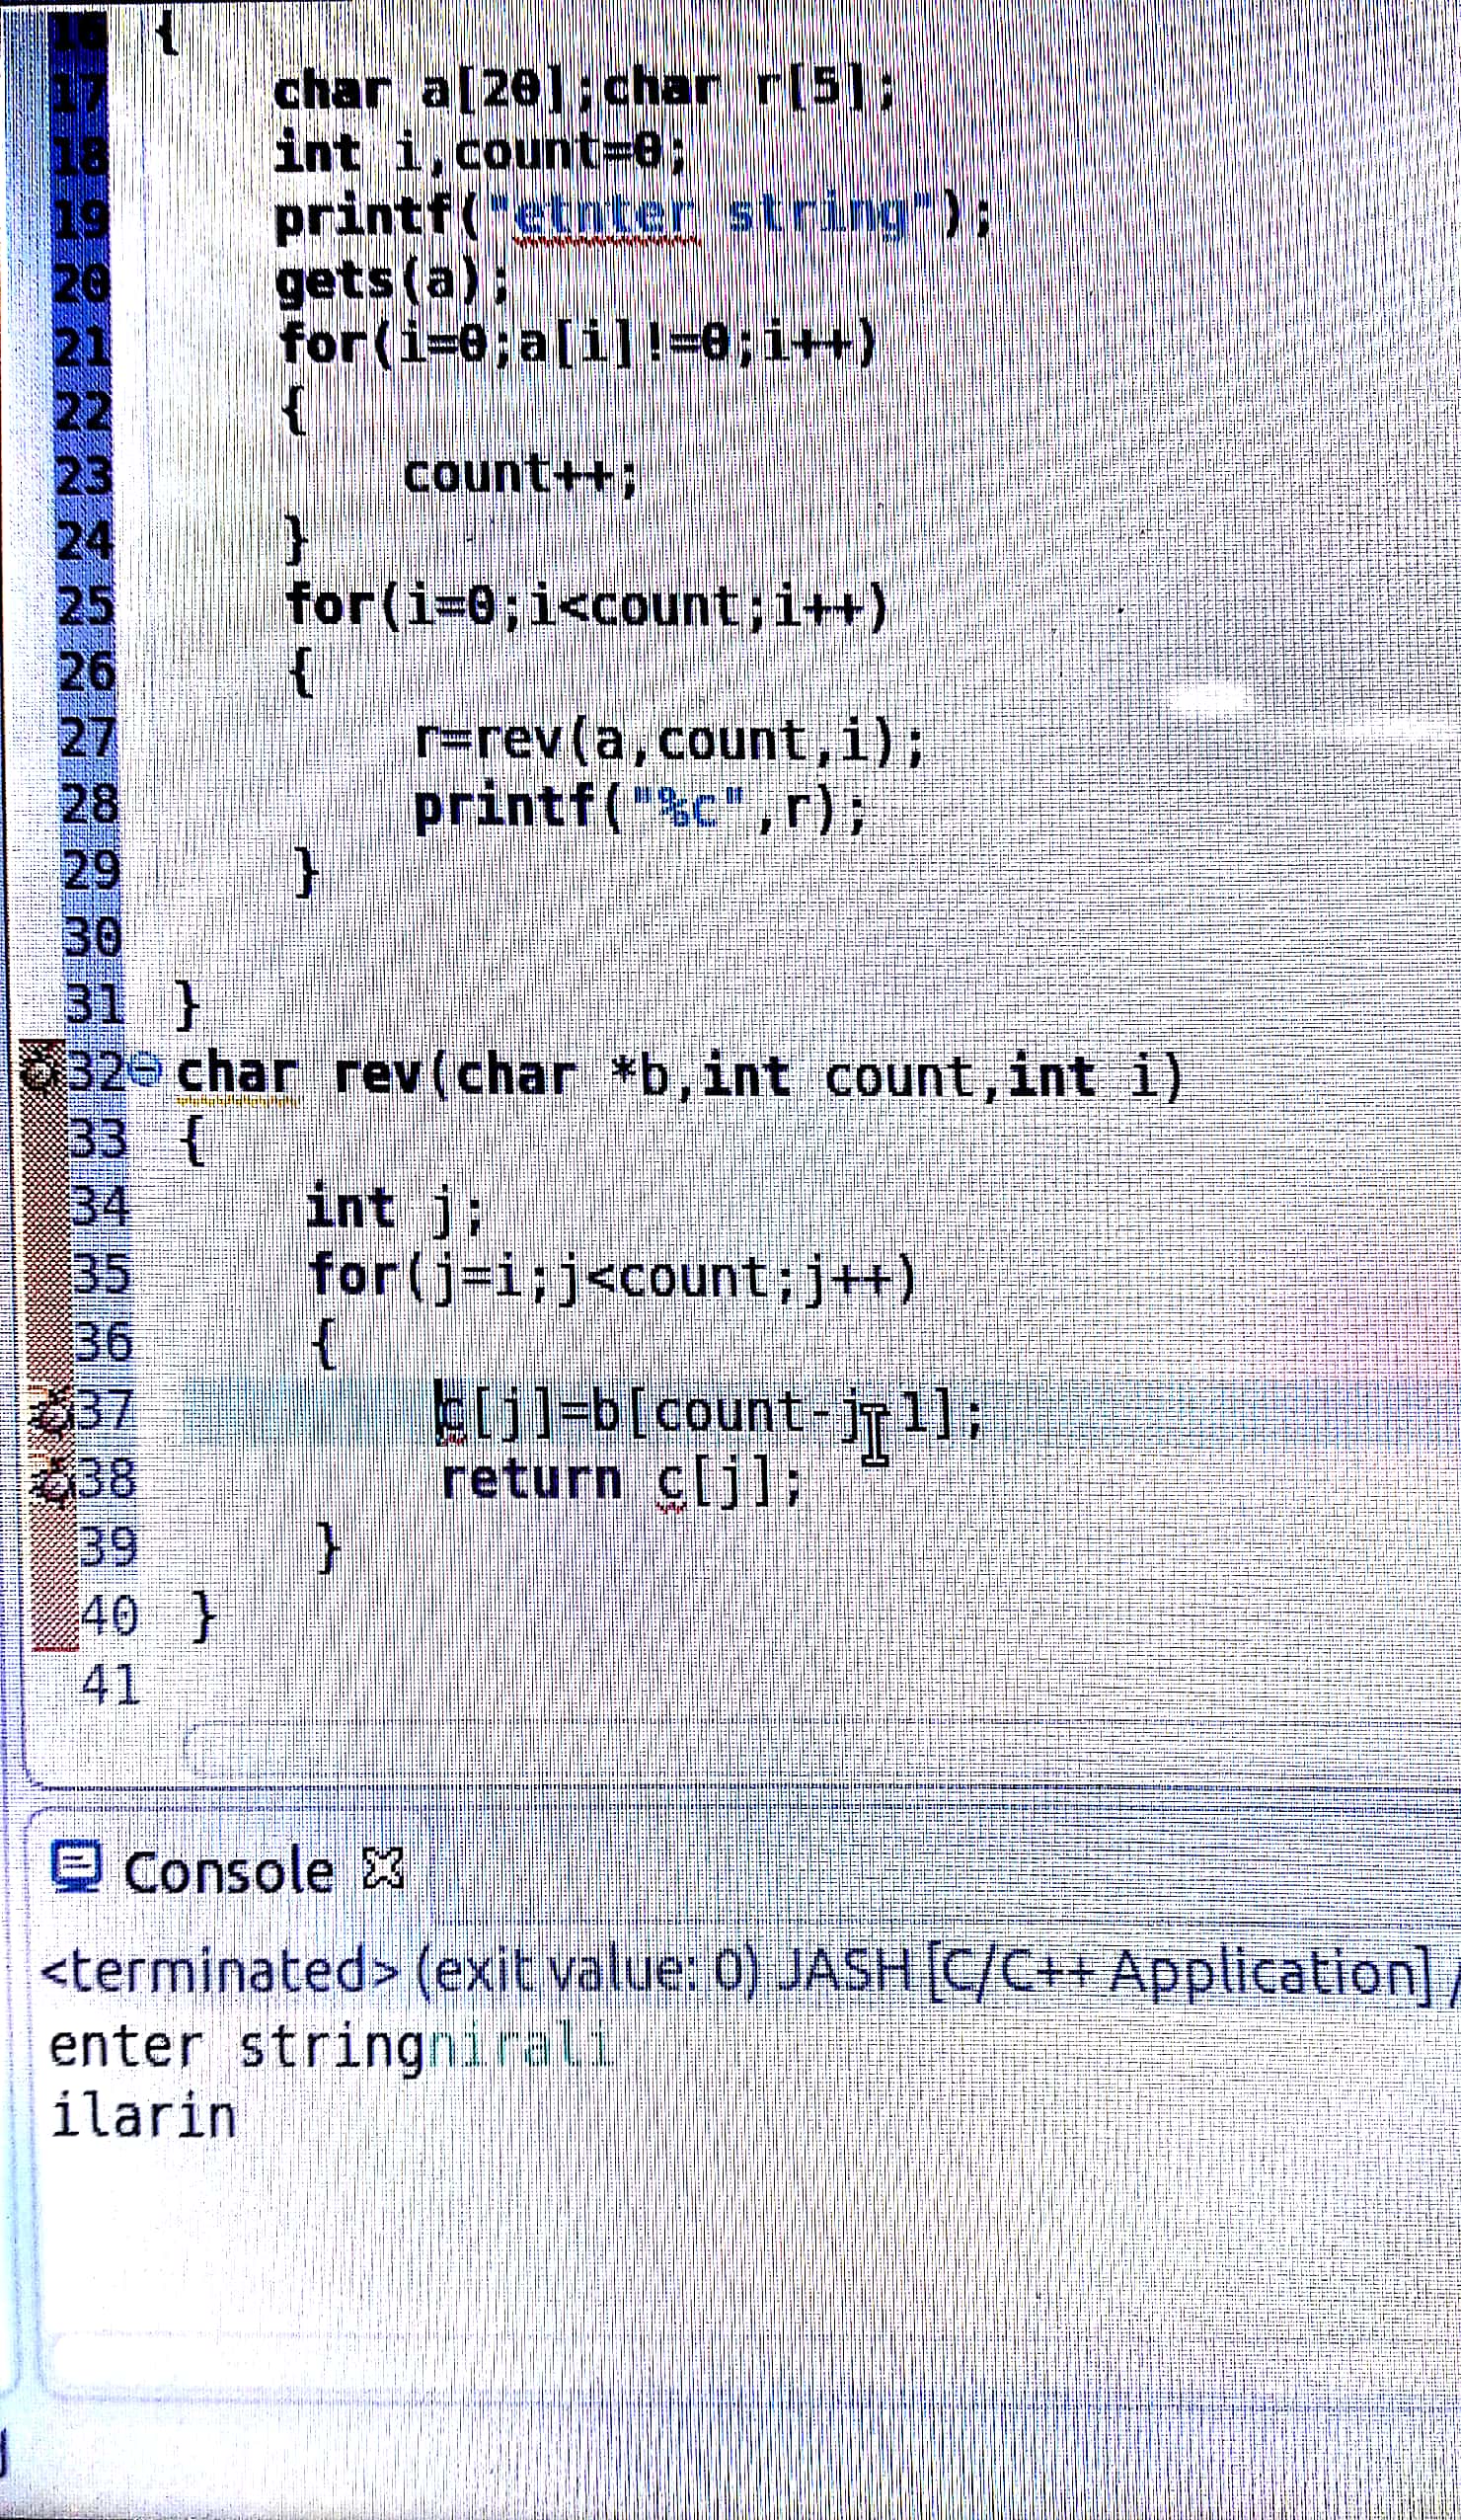 16 {
17 char a[20];char r[5];
18 int i,count=0;
19 printf("etnter string");
20 gets(a);
21 for(i=0;a[i]!=0;i++)
22 {
23 count++;
24 }
25 for(i=0;i<count;i++)
26 {
27 r=rev(a,count,i);
28 printf("%c",r);
29 }
30
31 }
32 char rev(char *b,int count,int i)
33 {
34 int j;
35 for(j=i;j<count;j++)
36 {
37 c[j]=b[count-j-1];
38 return c[j];
39 }
40 }
41
Console
<terminated> (exit value: 0) JASH [C/C++ Application] /
enter stringnirali
ilarin